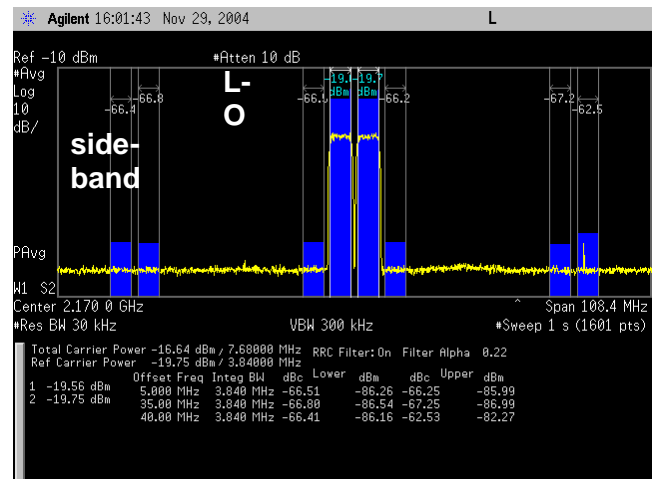 Agilent 16:01:43 Nov 29, 2004 L
Ref -10 dBm #Atten 10 dB
#Avg
Log
10
dB/
L-
O
side-
band
-66.4
-66.8
-66.5
-19.7
dBm
dBm
-66.2
-67.2
-62.5
PAvg
W1 S2
Center 2.170 0 GHz ^ Span 108.4 MHz
#Res BW 30 kHz VBW 300 kHz #Sweep 1 s (1601 pts)
Total Carrier Power -16.64 dBm / 7.68000 MHz RRC Filter: On Filter Alpha 0.22
Ref Carrier Power -19.75 dBm / 3.84000 MHz
Offset Freq Integ BW dBc Lower dBm dBc Upper dBm
1 -19.56 dBm
2 -19.75 dBm
5.000 MHz 3.840 MHz -66.51 -86.26 -66.25 -85.99
35.00 MHz 3.840 MHz -66.80 -86.54 -67.25 -86.99
40.00 MHz 3.840 MHz -66.41 -86.16 -62.53 -82.27